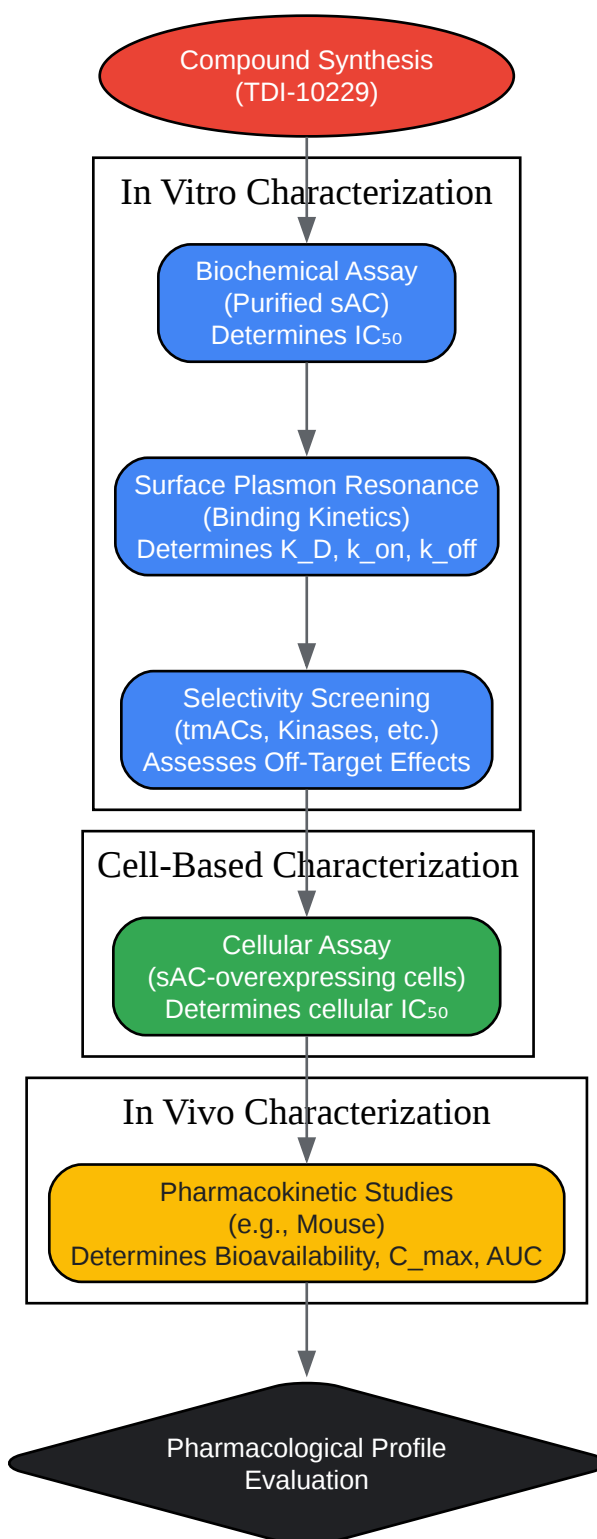 Compound Synthesis
(TDI-10229)
In Vitro Characterization
Biochemical Assay
(Purified sAC)
Determines IC₅₀
Surface Plasmon Resonance
(Binding Kinetics)
Determines K_D, k_on, k_off
Selectivity Screening
(tmACs, Kinases, etc.)
Assesses Off-Target Effects
Cell-Based Characterization
Cellular Assay
(sAC-overexpressing cells)
Determines cellular IC₅₀
In Vivo Characterization
Pharmacokinetic Studies
(e.g., Mouse)
Determines Bioavailability, C_max, AUC
Pharmacological Profile
Evaluation